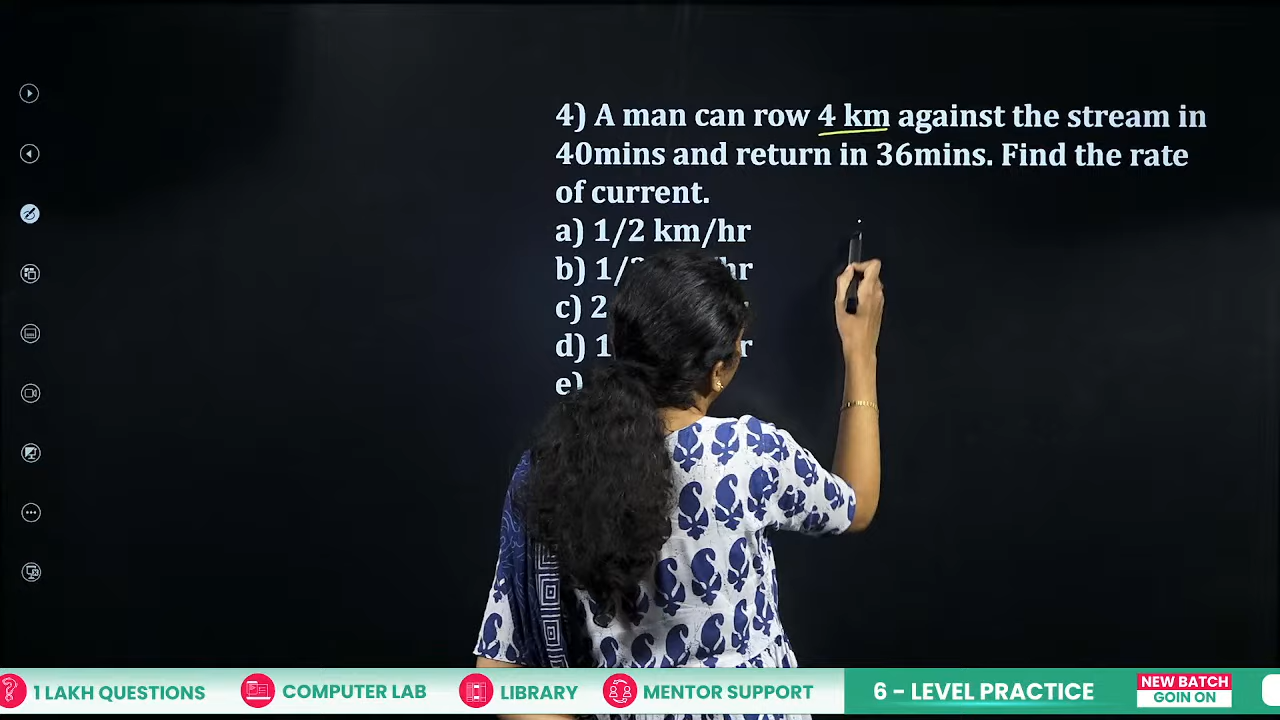 4) A man can row 4 km against the stream in
40mins and return in 36mins. Find the rate
of current.
a) 1/2 km/hr
b) 1/ hr
c) 2
d) 1 r
e)
1 LAKH QUESTIONS
COMPUTER LAB
LIBRARY
MENTOR SUPPORT
6 - LEVEL PRACTICE
NEW BATCH
GOIN ON